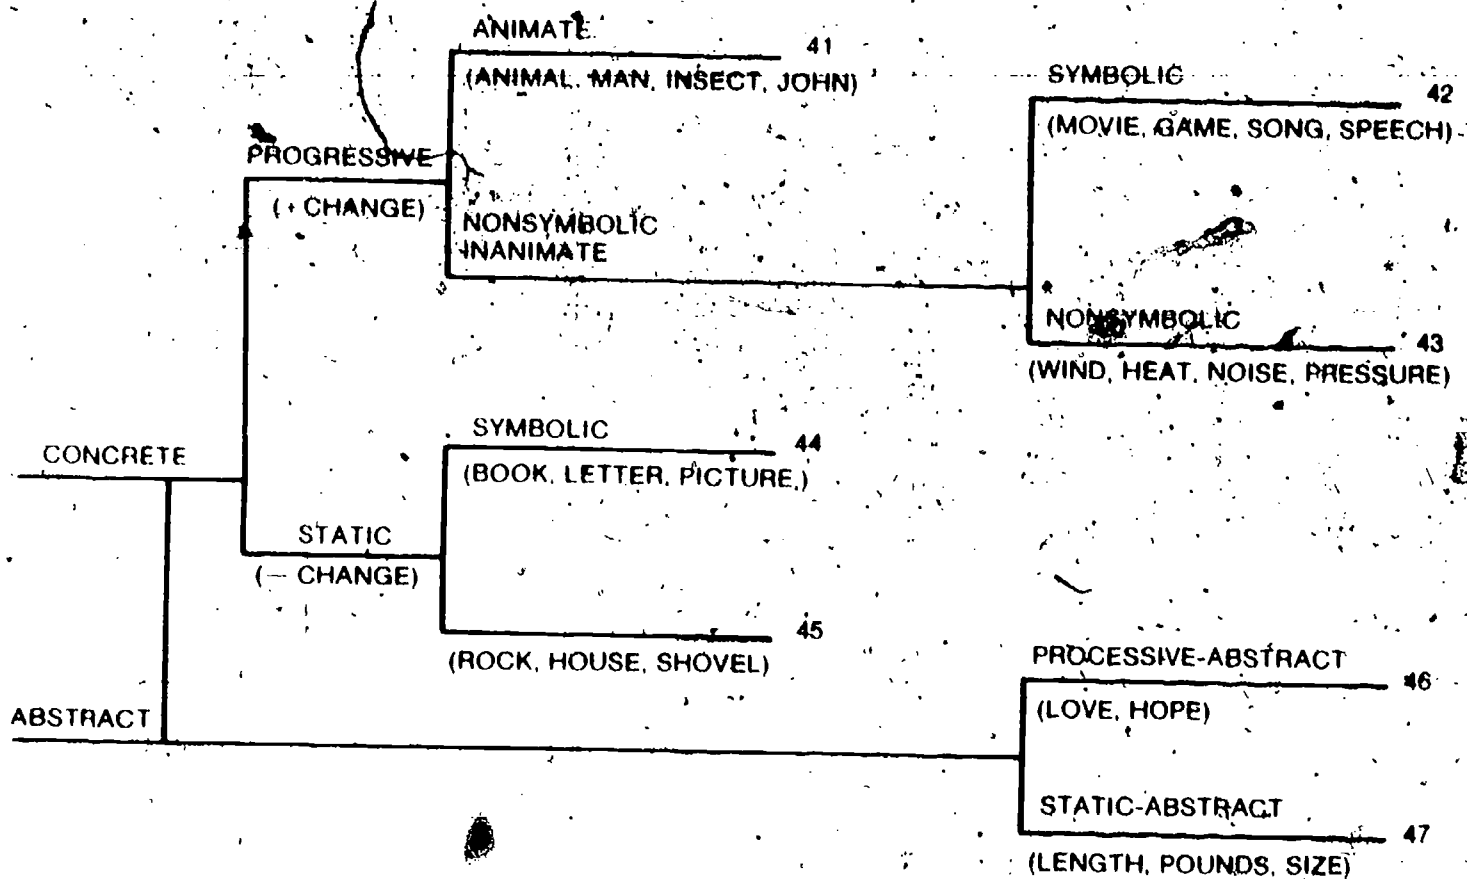 ANIMATE
41
(ANIMAL, MAN, INSECT, JOHN)
SYMBOLIC
42
(MOVIE, GAME, SONG, SPEECH)
PROGRESSIVE
(+ CHANGE)
NONSYMBOLIC
INANIMATE
NONSYMBOLIC
43
(WIND, HEAT, NOISE, PRESSURE)
SYMBOLIC
44
(BOOK, LETTER, PICTURE,)
CONCRETE
STATIC
(— CHANGE)
45
(ROCK, HOUSE, SHOVEL)
PROCESSIVE-ABSTRACT
46
(LOVE, HOPE)
ABSTRACT
STATIC-ABSTRACT
47
(LENGTH, POUNDS, SIZE)